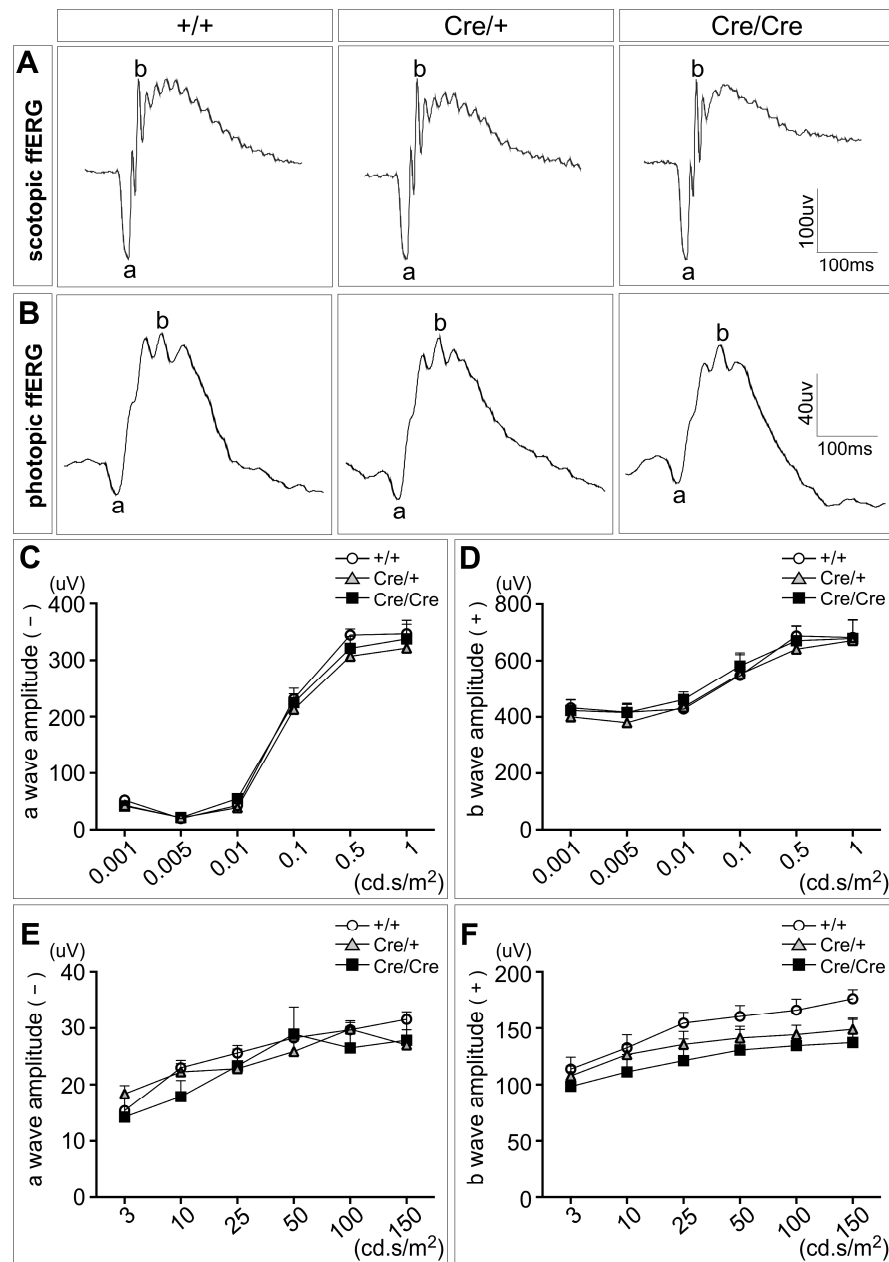 +/+ Cre/+ Cre/Cre
A
scotopic ffERG
b b b
a a a
100uv
100ms
B
photopic ffERG
b b b
a a a
40uv
100ms
C
+/+
Cre/+
Cre/Cre
(uV)
a wave amplitude ( − )
400
300
200
100
0
0.001 0.005 0.01 0.1 0.5 1
(cd.s/m²)
D
+/+
Cre/+
Cre/Cre
(uV)
b wave amplitude ( + )
800
600
400
200
0
0.001 0.005 0.01 0.1 0.5 1
(cd.s/m²)
E
+/+
Cre/+
Cre/Cre
(uV)
a wave amplitude ( − )
40
30
20
10
0
3 10 25 50 100 150
(cd.s/m²)
F
+/+
Cre/+
Cre/Cre
(uV)
b wave amplitude ( + )
200
150
100
50
0
3 10 25 50 100 150
(cd.s/m²)